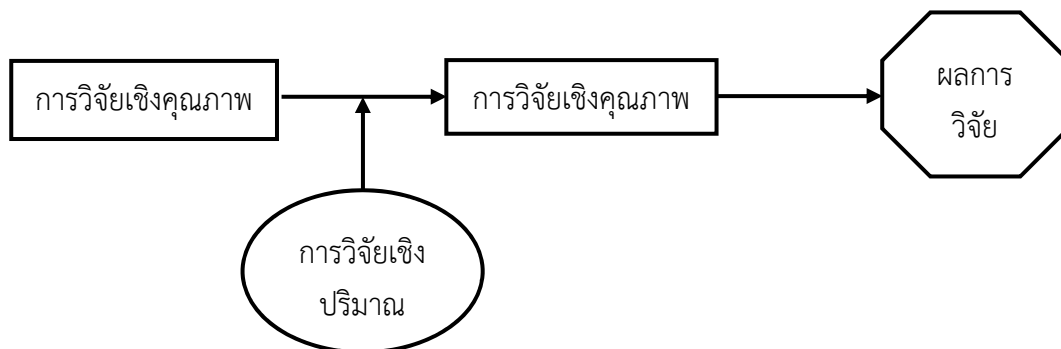 การวิจัยเชิงคุณภาพ
การวิจัยเชิงคุณภาพ
ผลการ
วิจัย
การวิจัยเชิง
ปริมาณ